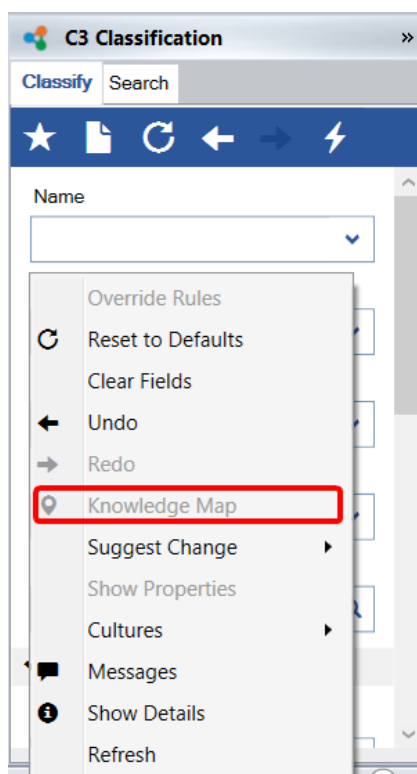 C3 Classification »
Classify Search
Name
Override Rules
Reset to Defaults
Clear Fields
Undo
Redo
Knowledge Map
Suggest Change
Show Properties
Cultures
Messages
Show Details
Refresh